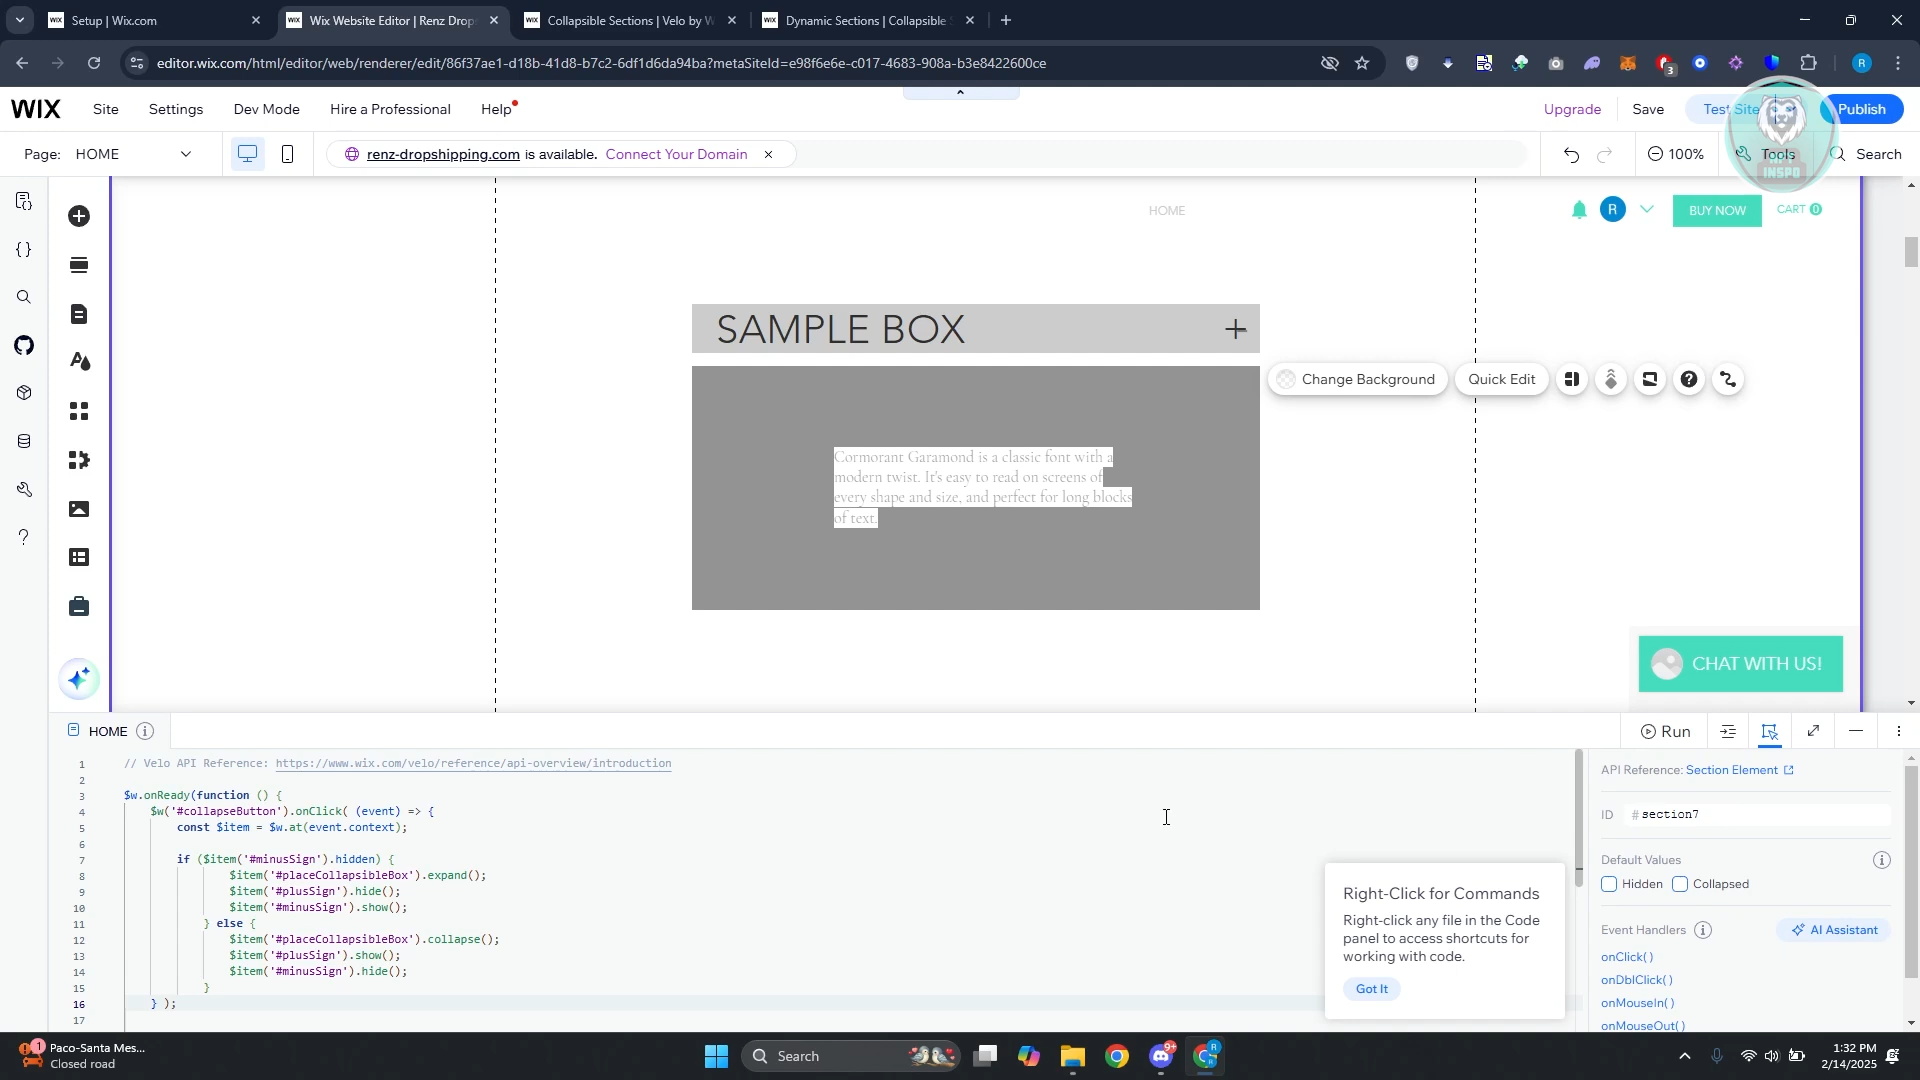 Setup | Wix.com
Wix Website Editor | Renz Drop
Collapsible Sections | Velo by W
Dynamic Sections | Collapsible S
editor.wix.com/html/editor/web/renderer/edit/86f37ae1-d18b-41d8-b7c2-6df1d6da94ba?metaSiteId=e98f6e6e-c017-4683-908a-b3e8422600ce
3
R
WIX
Site
Settings
Dev Mode
Hire a Professional
Help
Upgrade
Save
Test Site
Publish
INSPO
Page: HOME
renz-dropshipping.com is available. Connect Your Domain
100%
Tools
Search
HOME
R
BUY NOW
CART 0
SAMPLE BOX
Change Background
Quick Edit
Cormorant Garamond is a classic font with a
modern twist. It's easy to read on screens of
every shape and size, and perfect for long blocks
of text.
CHAT WITH US!
HOME
Run
1 // Velo API Reference: https://www.wix.com/velo/reference/api-overview/introduction
2
3 $w.onReady(function () {
4 $w('#collapseButton').onClick( (event) => {
5 const $item = $w.at(event.context);
6
7 if ($item('#minusSign').hidden) {
8 $item('#placeCollapsibleBox').expand();
9 $item('#plusSign').hide();
10 $item('#minusSign').show();
11 } else {
12 $item('#placeCollapsibleBox').collapse();
13 $item('#plusSign').show();
14 $item('#minusSign').hide();
15 }
16 } );
17
Right-Click for Commands
Right-click any file in the Code
panel to access shortcuts for
working with code.
Got It
API Reference: Section Element
ID # section7
Default Values
Hidden
Collapsed
Event Handlers
AI Assistant
onClick()
onDblClick()
onMouseIn()
onMouseOut()
1
Paco-Santa Mes...
Closed road
Search
9+
R
1:32 PM
2/14/2025